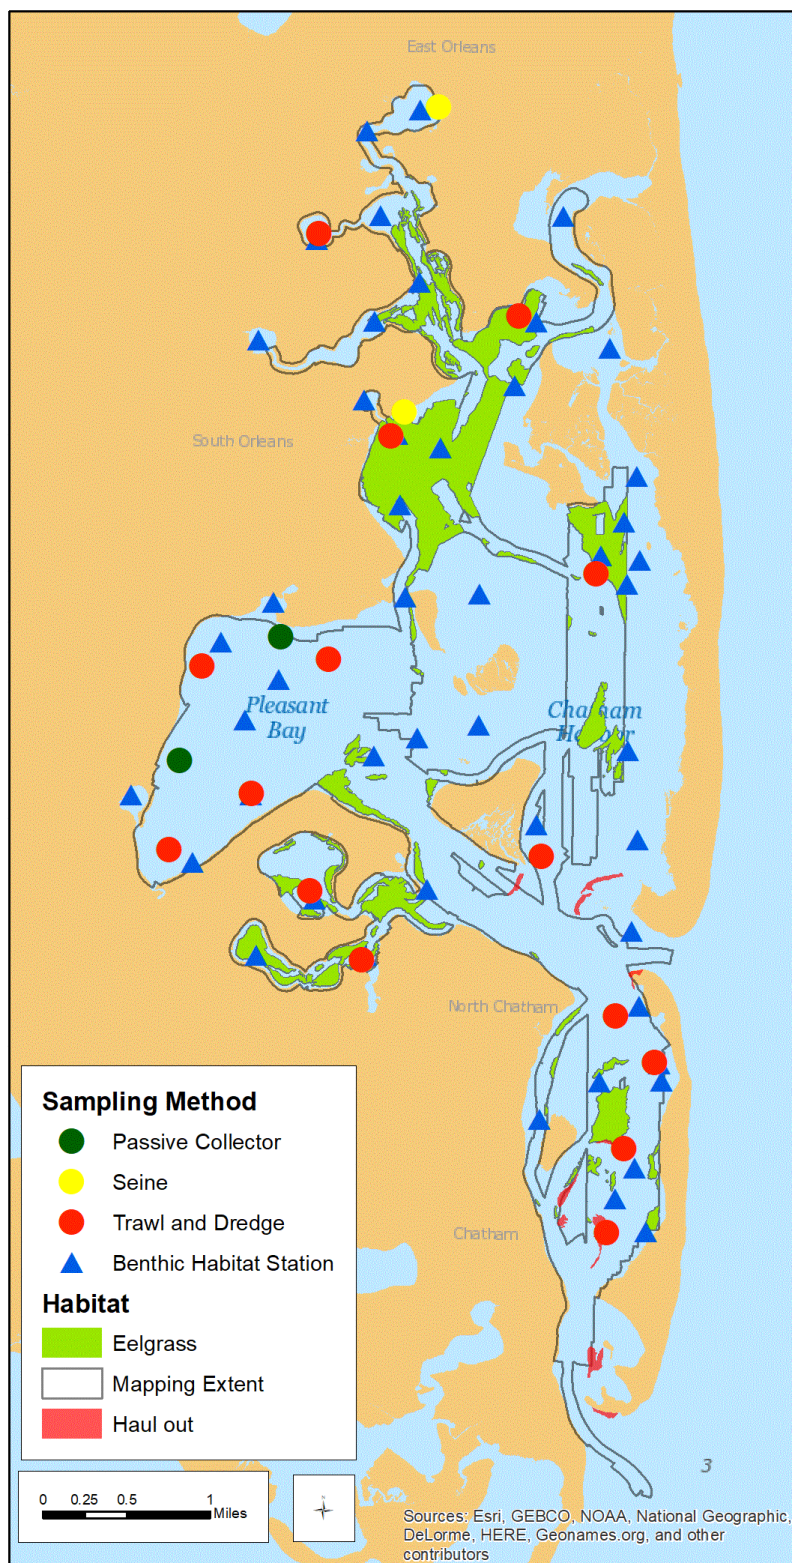 East Orleans
South Orleans
Pleasant
Bay
Chatham
Harbour
North Chatham
Chatham
Sampling Method
Passive Collector
Seine
Trawl and Dredge
Benthic Habitat Station
Habitat
Eelgrass
Mapping Extent
Haul out
0 0.25 0.5 1
Miles
3
Sources: Esri, GEBCO, NOAA, National Geographic,
DeLorme, HERE, Geonames.org, and other
contributors